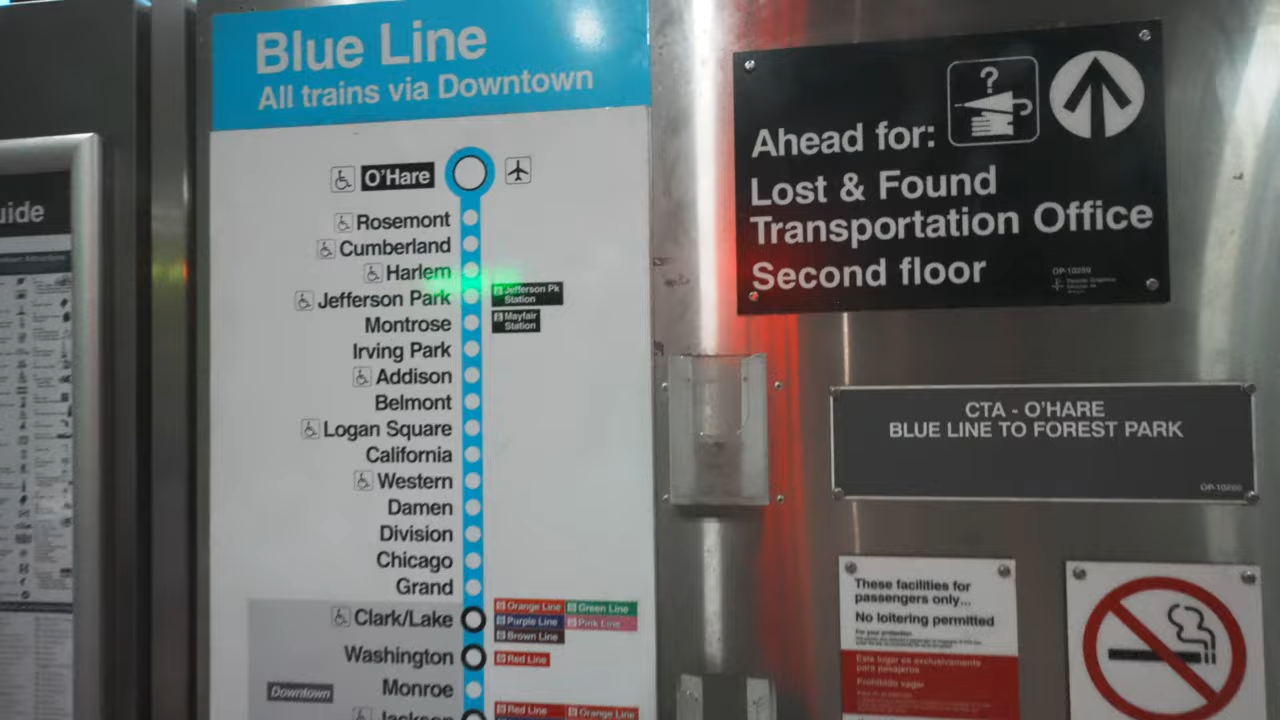 uide
Blue Line
All trains via Downtown
O'Hare
Rosemont
Cumberland
Harlem
Jefferson Park
Jefferson Pk
Station
Montrose
Mayfair
Station
Irving Park
Addison
Belmont
Logan Square
California
Western
Damen
Division
Chicago
Grand
Clark/Lake
Orange Line Green Line
Purple Line Pink Line
Brown Line
Washington
Red Line
Downtown
Monroe
Jackson
Red Line Orange Line
?
Ahead for:
Lost & Found
Transportation Office
Second floor
OP-10259
CTA - O'HARE
BLUE LINE TO FOREST PARK
OP-10260
These facilities for
passengers only...
No loitering permitted
For your protection
Este lugar es exclusivamente
para pasajeros
Prohibido vagar